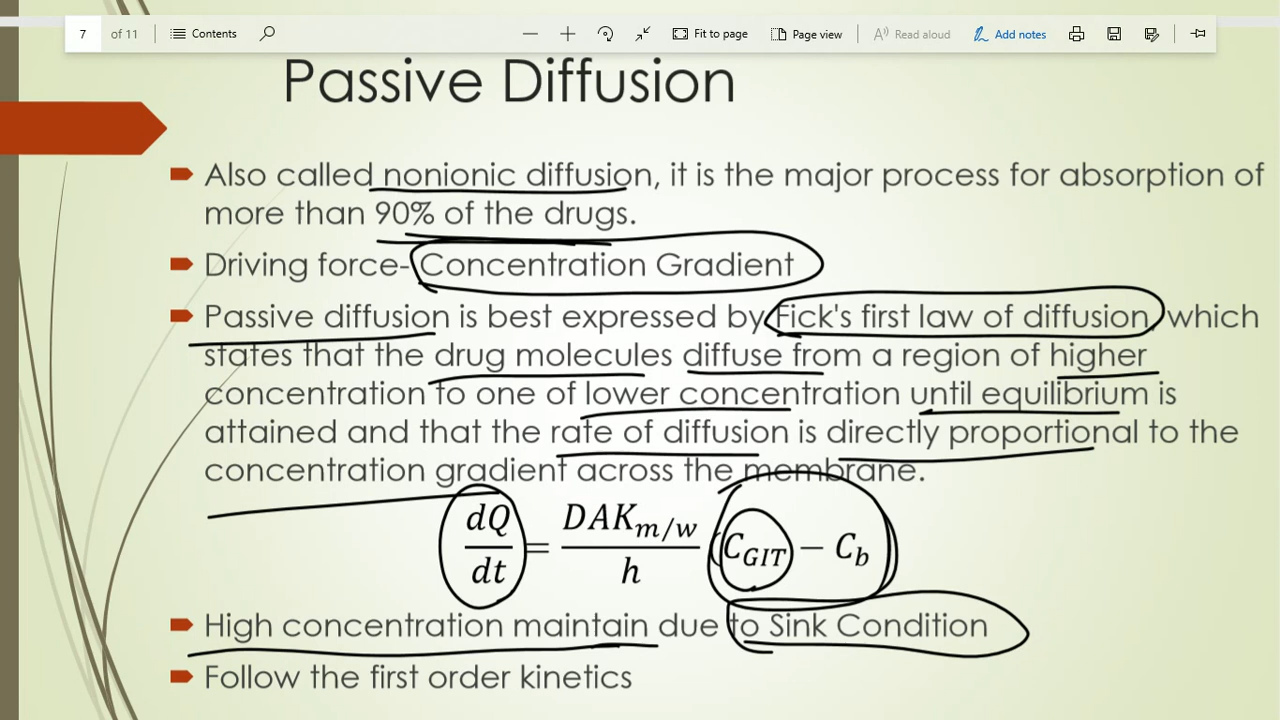 7 of 11 Contents Fit to page Page view Read aloud Add notes
Passive Diffusion
Also called nonionic diffusion, it is the major process for absorption of
more than 90% of the drugs.
Driving force- Concentration Gradient
Passive diffusion is best expressed by Fick's first law of diffusion, which
states that the drug molecules diffuse from a region of higher
concentration to one of lower concentration until equilibrium is
attained and that the rate of diffusion is directly proportional to the
concentration gradient across the membrane.
dQ/dt = DAK_{m/w}/h (C_{GIT} − C_b)
High concentration maintain due to Sink Condition
Follow the first order kinetics